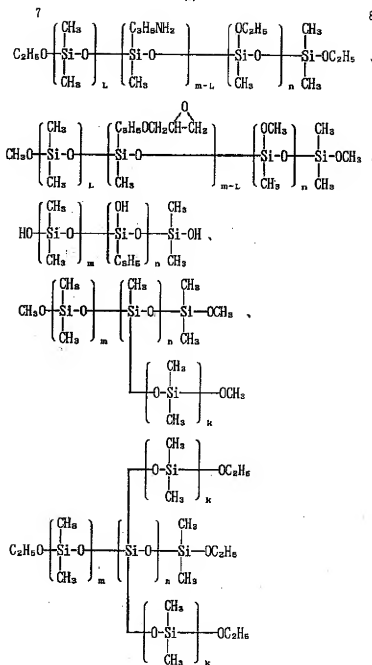 7 8
CH₃ C₃H₆NH₂ OC₂H₅ CH₃
C₂H₅O Si-O Si-O Si-O Si-OC₂H₅ 、
CH₃ L CH₃ m-L CH₃ n CH₃
O
CH₃ C₃H₆OCH₂CH-CH₂ OCH₃ CH₃
CH₃O Si-O Si-O Si-O Si-OCH₃
CH₃ L CH₃ m-L CH₃ n CH₃
CH₃ OH CH₃
HO Si-O Si-O Si-OH 、
CH₃ m C₆H₅ n CH₃
CH₃ CH₃ CH₃
CH₃O Si-O Si-O Si-OCH₃ 、
CH₃ m n CH₃
CH₃
O-Si OCH₃
CH₃ k
CH₃
O-Si OC₂H₅
CH₃ k
CH₃ CH₃
C₂H₅O Si-O Si-O Si-OC₂H₅
CH₃ m n CH₃
CH₃
O-Si OC₂H₅
CH₃ k